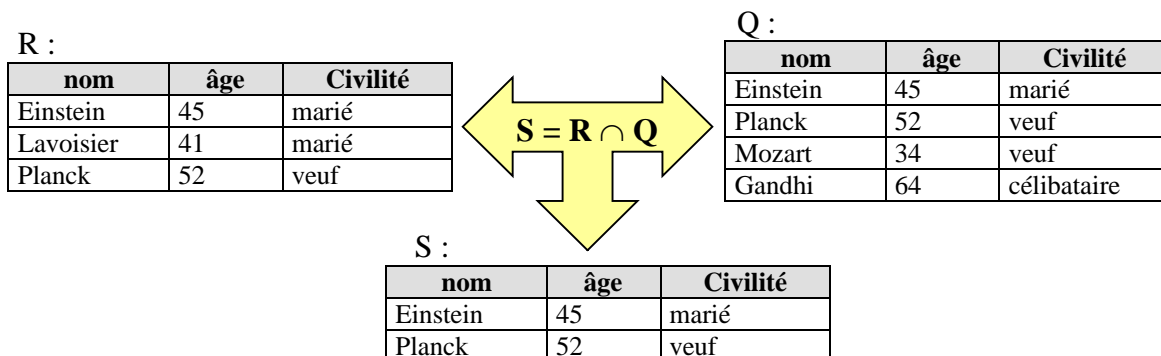 R :
nom âge Civilité
Einstein 45 marié
Lavoisier 41 marié
Planck 52 veuf
S = R ∩ Q
Q :
nom âge Civilité
Einstein 45 marié
Planck 52 veuf
Mozart 34 veuf
Gandhi 64 célibataire
S :
nom âge Civilité
Einstein 45 marié
Planck 52 veuf